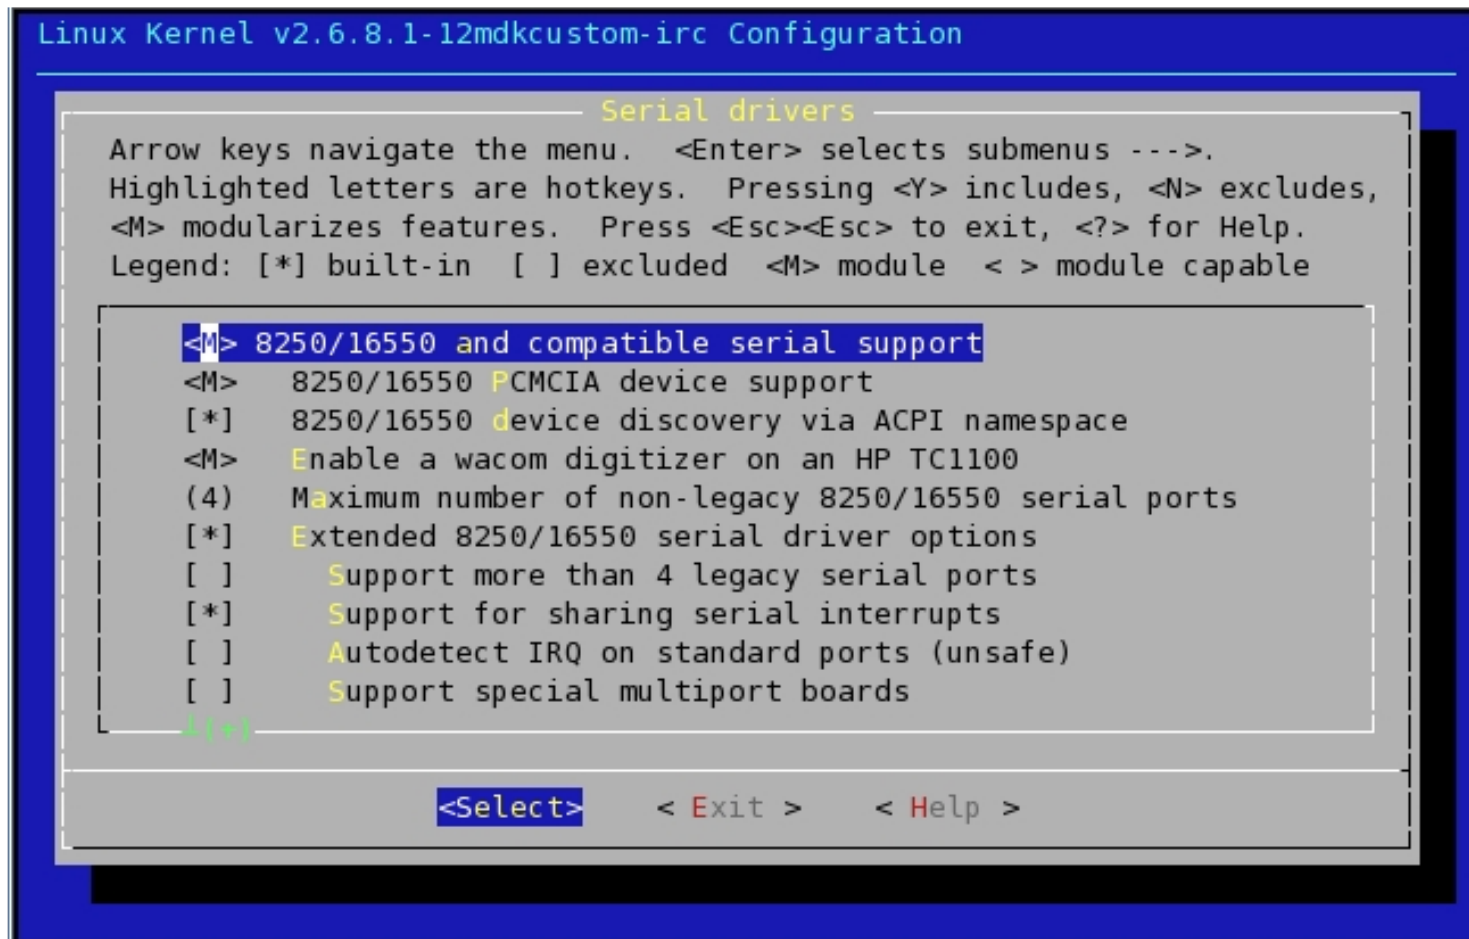 Linux Kernel v2.6.8.1-12mdkcustom-irc Configuration
Serial drivers
Arrow keys navigate the menu.  <Enter> selects submenus --->.
Highlighted letters are hotkeys.  Pressing <Y> includes, <N> excludes,
<M> modularizes features.  Press <Esc><Esc> to exit, <?> for Help.
Legend: [*] built-in  [ ] excluded  <M> module  < > module capable
<M> 8250/16550 and compatible serial support
<M>   8250/16550 PCMCIA device support
[*]   8250/16550 device discovery via ACPI namespace
<M>   Enable a wacom digitizer on an HP TC1100
(4)   Maximum number of non-legacy 8250/16550 serial ports
[*]   Extended 8250/16550 serial driver options
[ ]     Support more than 4 legacy serial ports
[*]     Support for sharing serial interrupts
[ ]     Autodetect IRQ on standard ports (unsafe)
[ ]     Support special multiport boards
┴(+)
<Select>    < Exit >    < Help >